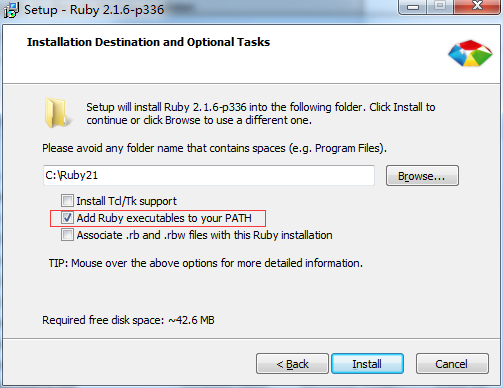 Setup - Ruby 2.1.6-p336
Installation Destination and Optional Tasks
Setup will install Ruby 2.1.6-p336 into the following folder. Click Install to
continue or click Browse to use a different one.
Please avoid any folder name that contains spaces (e.g. Program Files).
C:\Ruby21
Browse...
Install Tcl/Tk support
Add Ruby executables to your PATH
Associate .rb and .rbw files with this Ruby installation
TIP: Mouse over the above options for more detailed information.
Required free disk space: ~42.6 MB
< Back
Install
Cancel